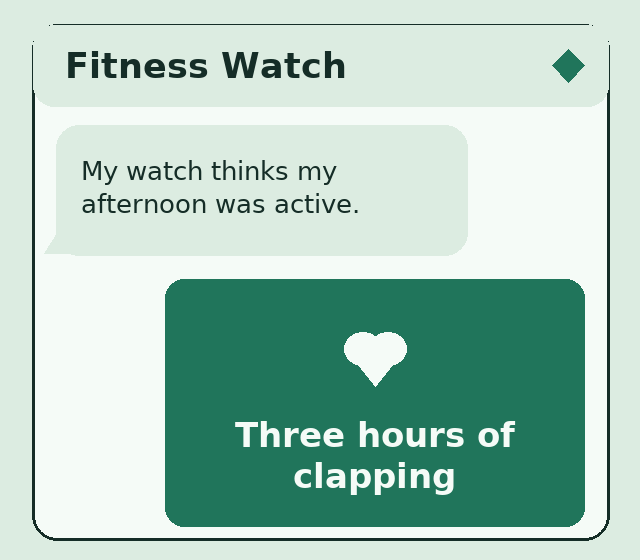 Fitness Watch
My watch thinks my
afternoon was active.
Three hours of
clapping